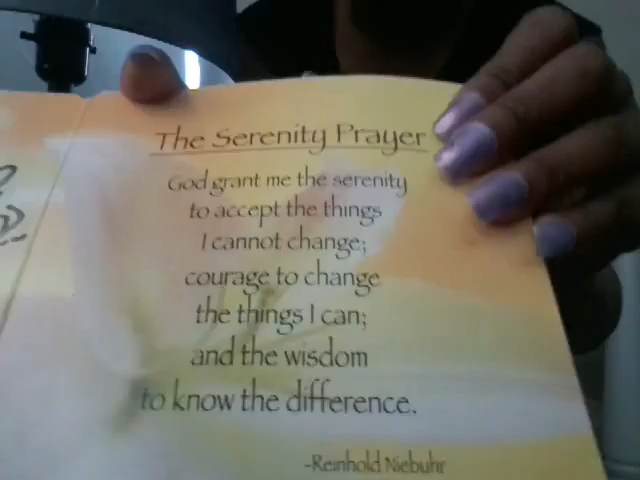 The Serenity Prayer
God grant me the serenity
to accept the things
I cannot change;
courage to change
the things I can;
and the wisdom
to know the difference.
-Reinhold Niebuhr